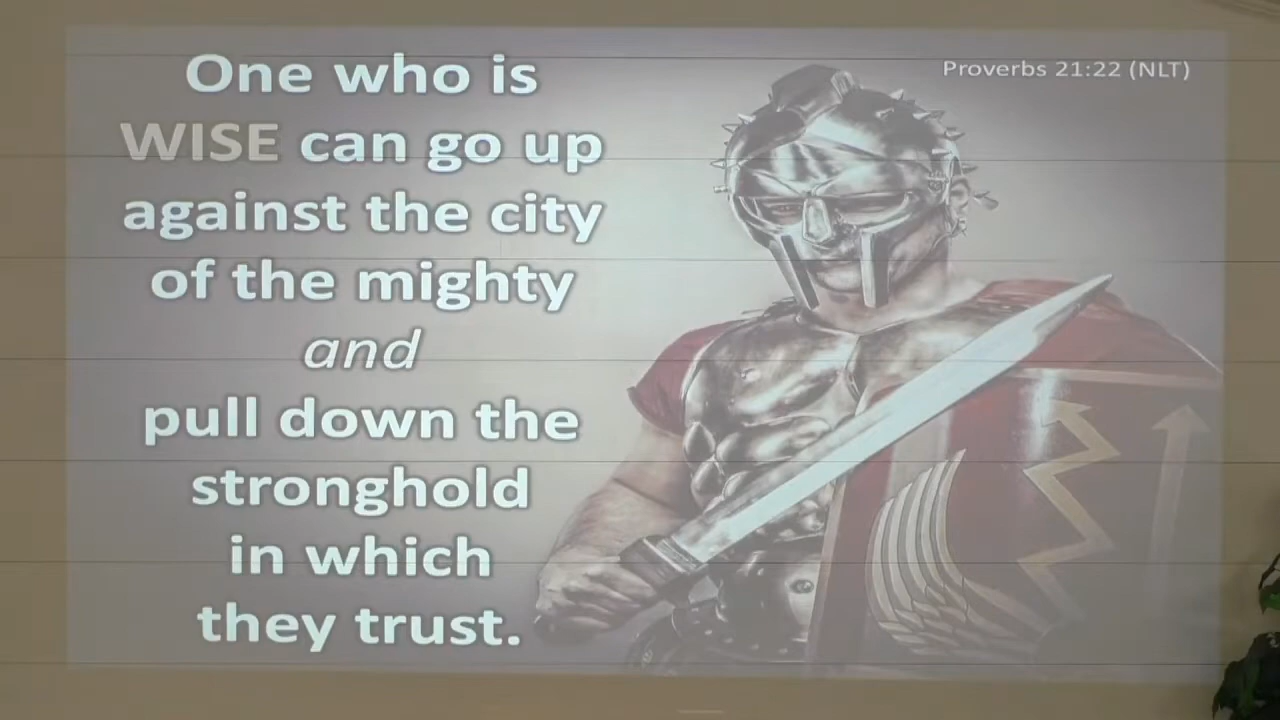 One who is
WISE can go up
against the city
of the mighty
and
pull down the
stronghold
in which
they trust.
Proverbs 21:22 (NLT)